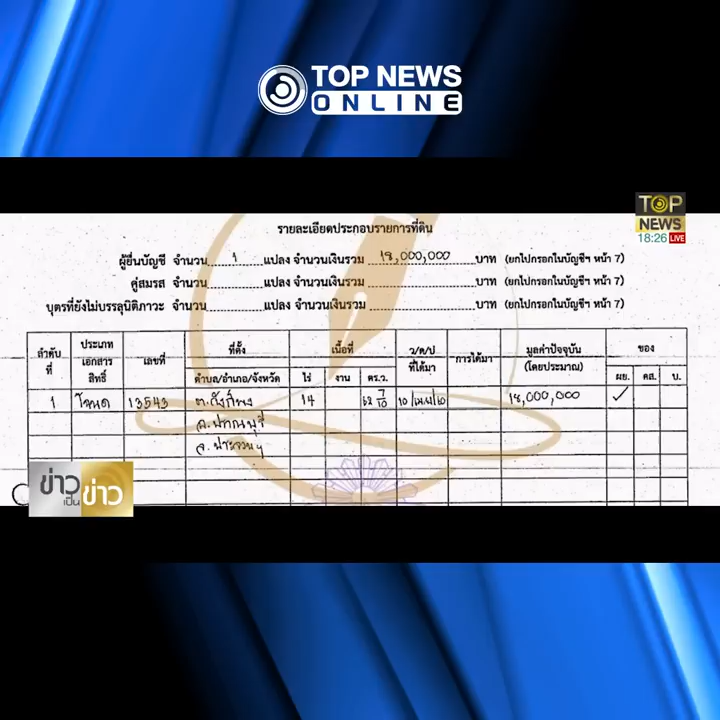 TOP NEWS
ONLINE
TOP
NEWS
18:26 LIVE
รายละเอียดประกอบรายการที่ดิน
ผู้ยื่นบัญชี จำนวน 1 แปลง จำนวนเงินรวม 18,000,000 บาท (ยกไปกรอกในบัญชีฯ หน้า 7)
คู่สมรส จำนวน แปลง จำนวนเงินรวม บาท (ยกไปกรอกในบัญชีฯ หน้า 7)
บุตรที่ยังไม่บรรลุนิติภาวะ จำนวน แปลง จำนวนเงินรวม บาท (ยกไปกรอกในบัญชีฯ หน้า 7)
ลำดับที่ ประเภทเอกสารสิทธิ์ เลขที่ ที่ตั้ง เนื้อที่ ว/ด/ป ที่ได้มา การได้มา มูลค่าปัจจุบัน (โดยประมาณ) ของ
ตำบล/อำเภอ/จังหวัด ไร่ งาน ตร.ว. ผย. คส. บ.
1 โฉนด 13543 14 18,000,000 ✓
อ.ปราณบุรี
จ.ประจวบฯ
ข่าว
เป็น ข่าว